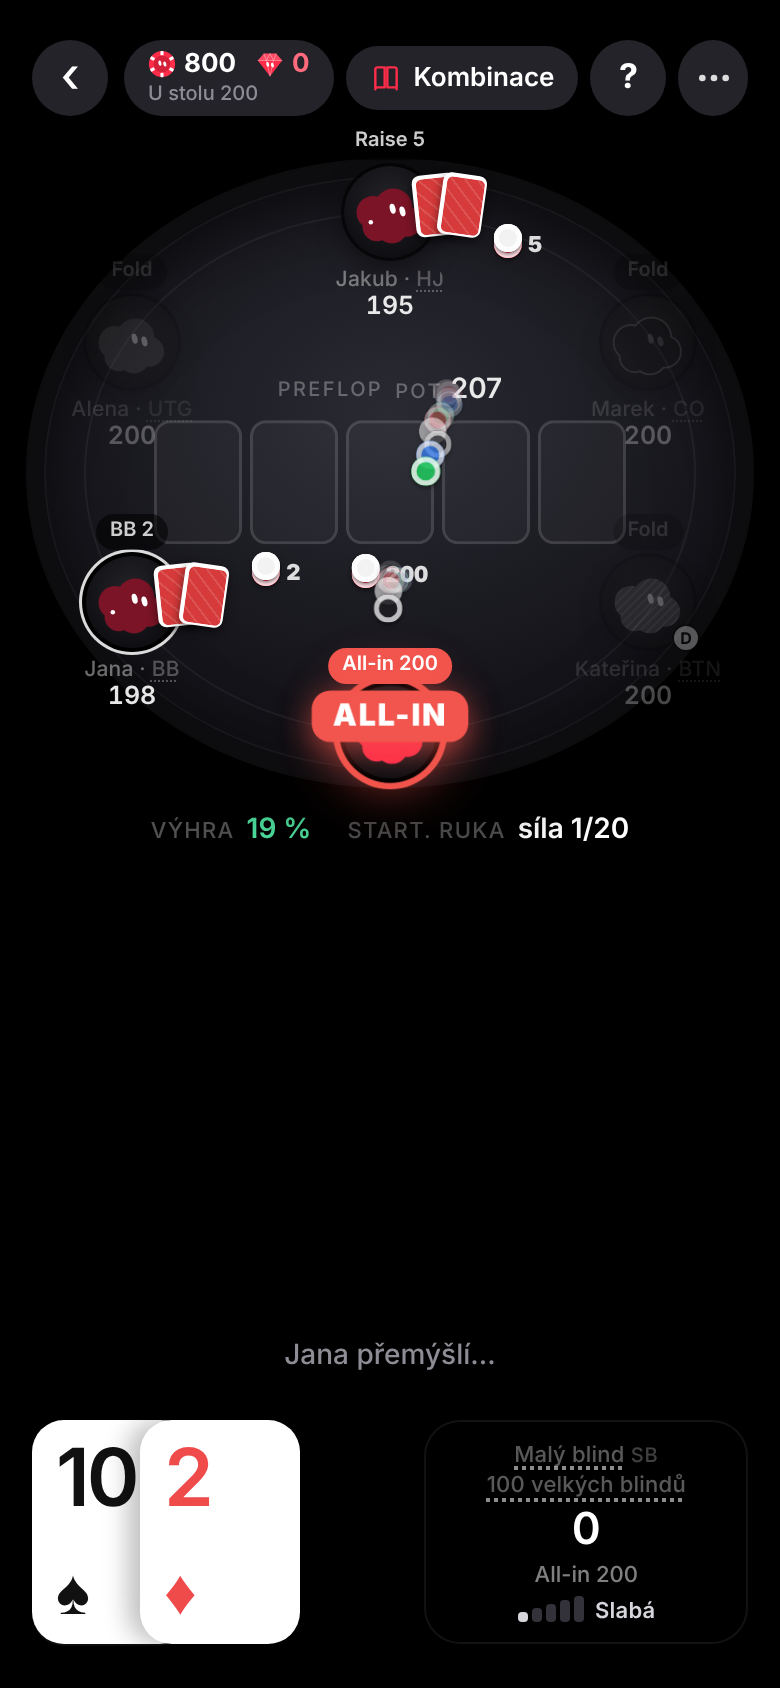 800 0
U stolu 200
Kombinace
?
Raise 5
5
Jakub · HJ
195
Fold
Fold
Alena · UTG
200
Marek · CO
200
PREFLOP POT 207
BB 2
Fold
2
200
Jana · BB
198
D
Kateřina · BTN
200
All-in 200
ALL-IN
VÝHRA 19 % START. RUKA síla 1/20
Jana přemýšlí...
10
2
Malý blind SB
100 velkých blindů
0
All-in 200
Slabá